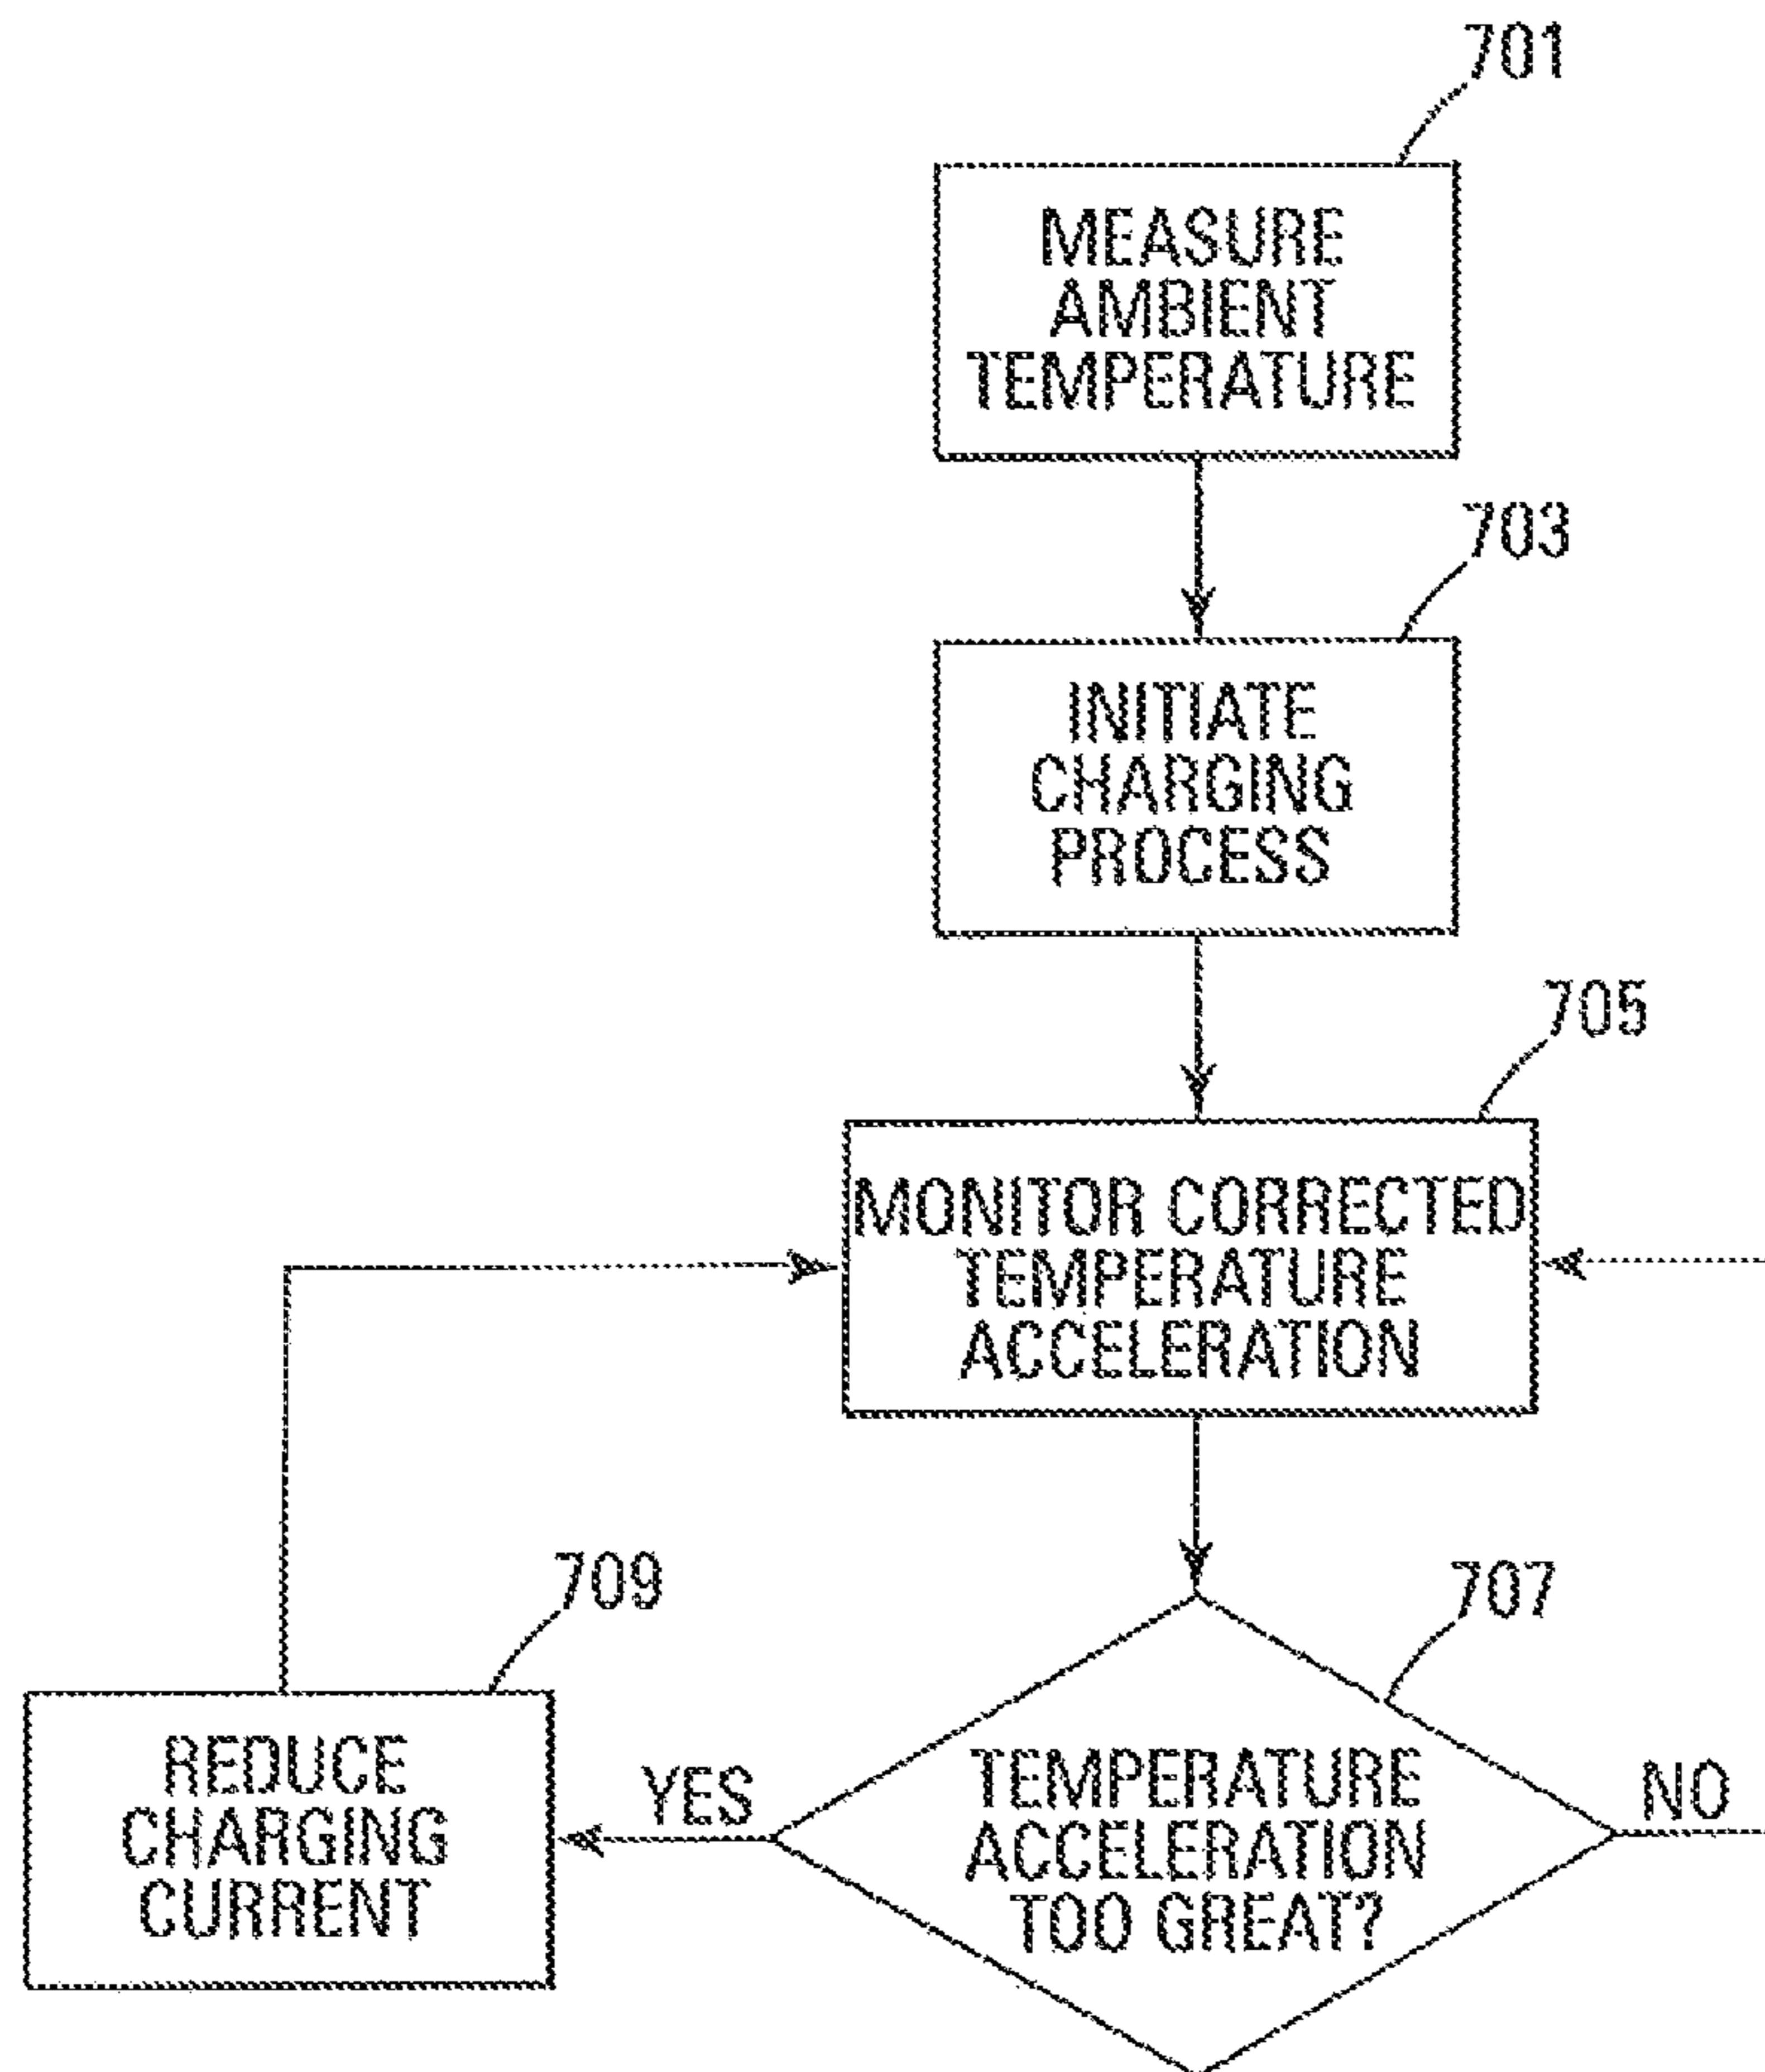 701
MEASURE
AMBIENT
TEMPERATURE
703
INITIATE
CHARGING
PROCESS
705
MONITOR CORRECTED
TEMPERATURE
ACCELERATION
709
707
REDUCE
CHARGING
CURRENT
YES
TEMPERATURE
ACCELERATION
TOO GREAT?
NO